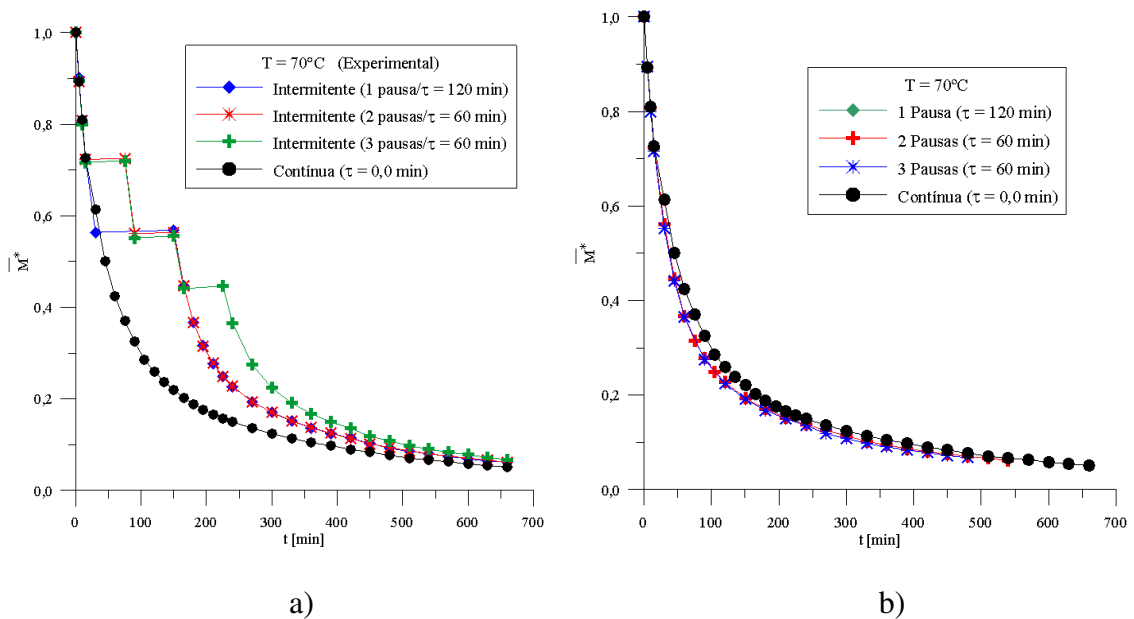 a)
1,0
0,8
0,6
0,4
0,2
0,0
M*
0 100 200 300 400 500 600 700
t [min]
T = 70°C (Experimental)
Intermitente (1 pausa/τ = 120 min)
Intermitente (2 pausas/τ = 60 min)
Intermitente (3 pausas/τ = 60 min)
Contínua (τ = 0,0 min)
b)
1,0
0,8
0,6
0,4
0,2
0,0
M*
0 100 200 300 400 500 600 700
t [min]
T = 70°C
1 Pausa (τ = 120 min)
2 Pausas (τ = 60 min)
3 Pausas (τ = 60 min)
Contínua (τ = 0,0 min)